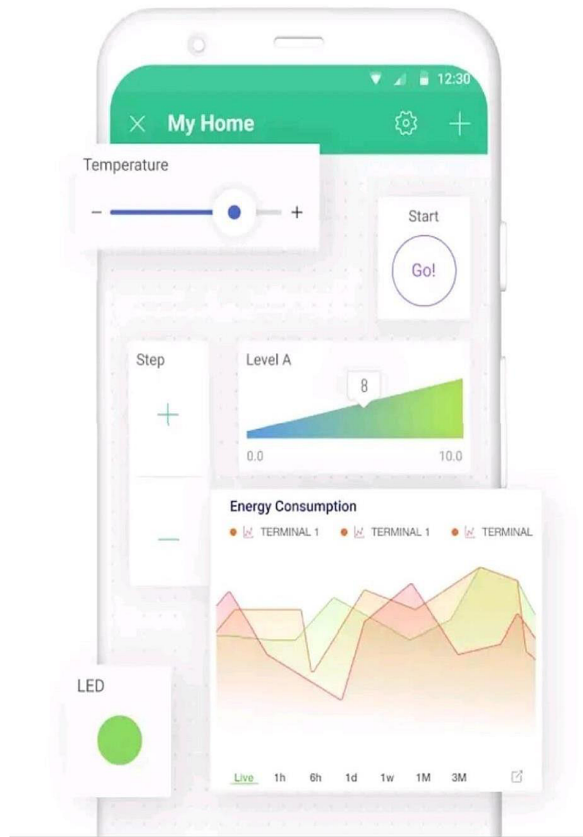 12:30
My Home
Temperature
− +
Start
Go!
Step
+
−
Level A
8
0.0 10.0
Energy Consumption
TERMINAL 1 TERMINAL 1 TERMINAL
LED
Live 1h 6h 1d 1w 1M 3M